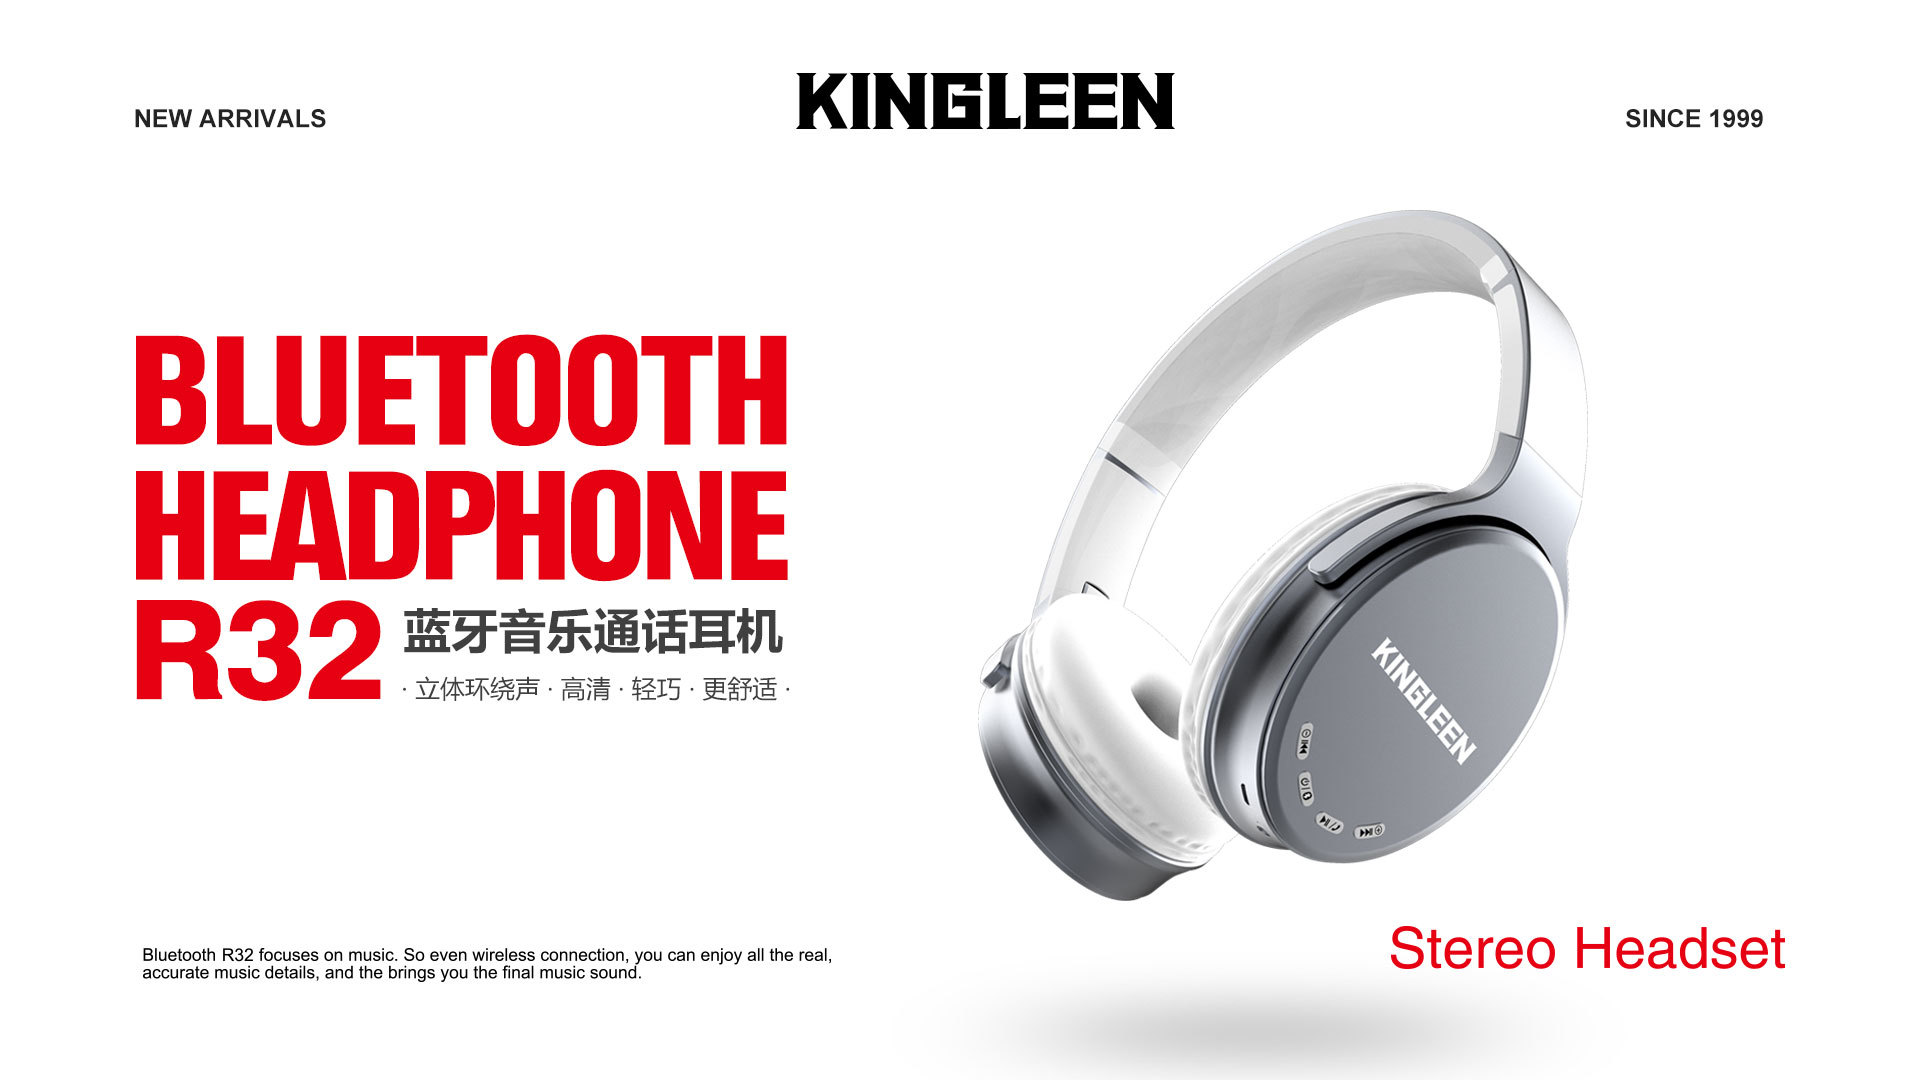 NEW ARRIVALS
KINGLEEN
SINCE 1999
BLUETOOTH
HEADPHONE
R32 蓝牙音乐通话耳机
· 立体环绕声 · 高清 · 轻巧 · 更舒适 ·
KINGLEEN
Bluetooth R32 focuses on music. So even wireless connection, you can enjoy all the real,
accurate music details, and the brings you the final music sound.
Stereo Headset